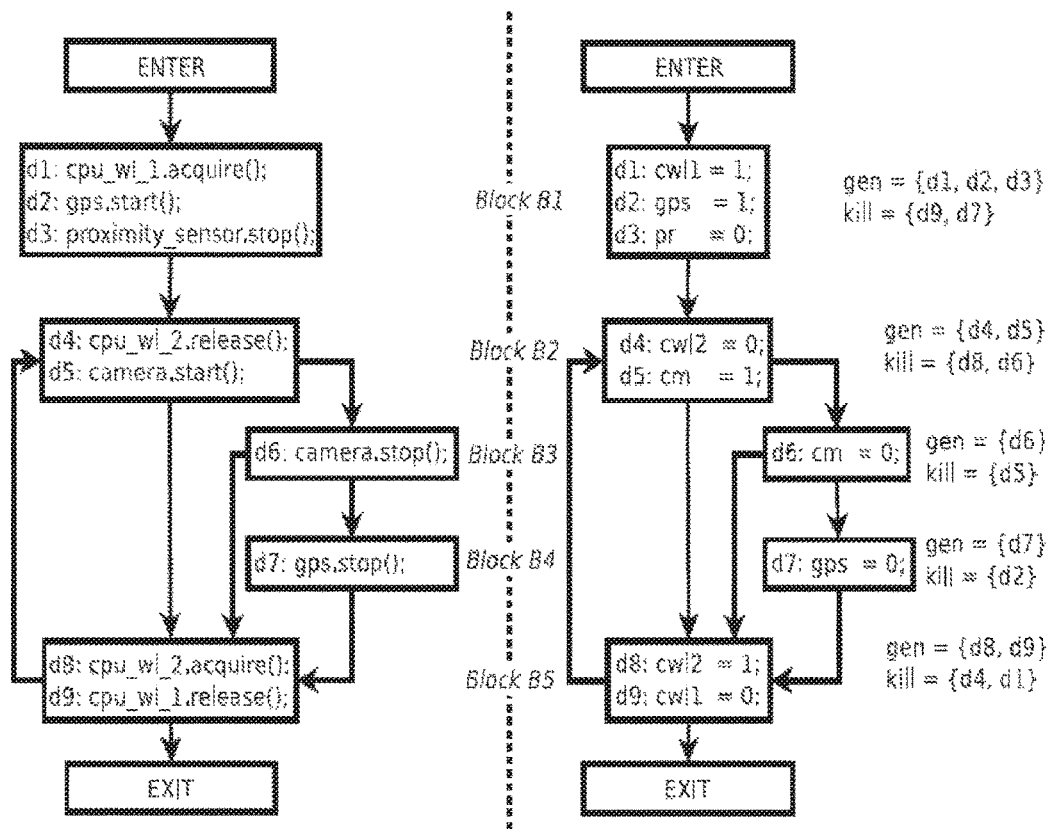 ENTER
d1: cpu_wl_1.acquire();
d2: gps.start();
d3: proximity_sensor.stop();
d4: cpu_wl_2.release();
d5: camera.start();
d6: camera.stop();
d7: gps.stop();
d8: cpu_wl_2.acquire();
d9: cpu_wl_1.release();
EXIT
Block B1
Block B2
Block B3
Block B4
Block B5
ENTER
d1: cwl1 = 1;
d2: gps = 1;
d3: pr = 0;
gen = {d1, d2, d3}
kill = {d9, d7}
d4: cwl2 = 0;
d5: cm = 1;
gen = {d4, d5}
kill = {d8, d6}
d6: cm = 0;
gen = {d6}
kill = {d5}
d7: gps = 0;
gen = {d7}
kill = {d2}
d8: cwl2 = 1;
d9: cwl1 = 0;
gen = {d8, d9}
kill = {d4, d1}
EXIT